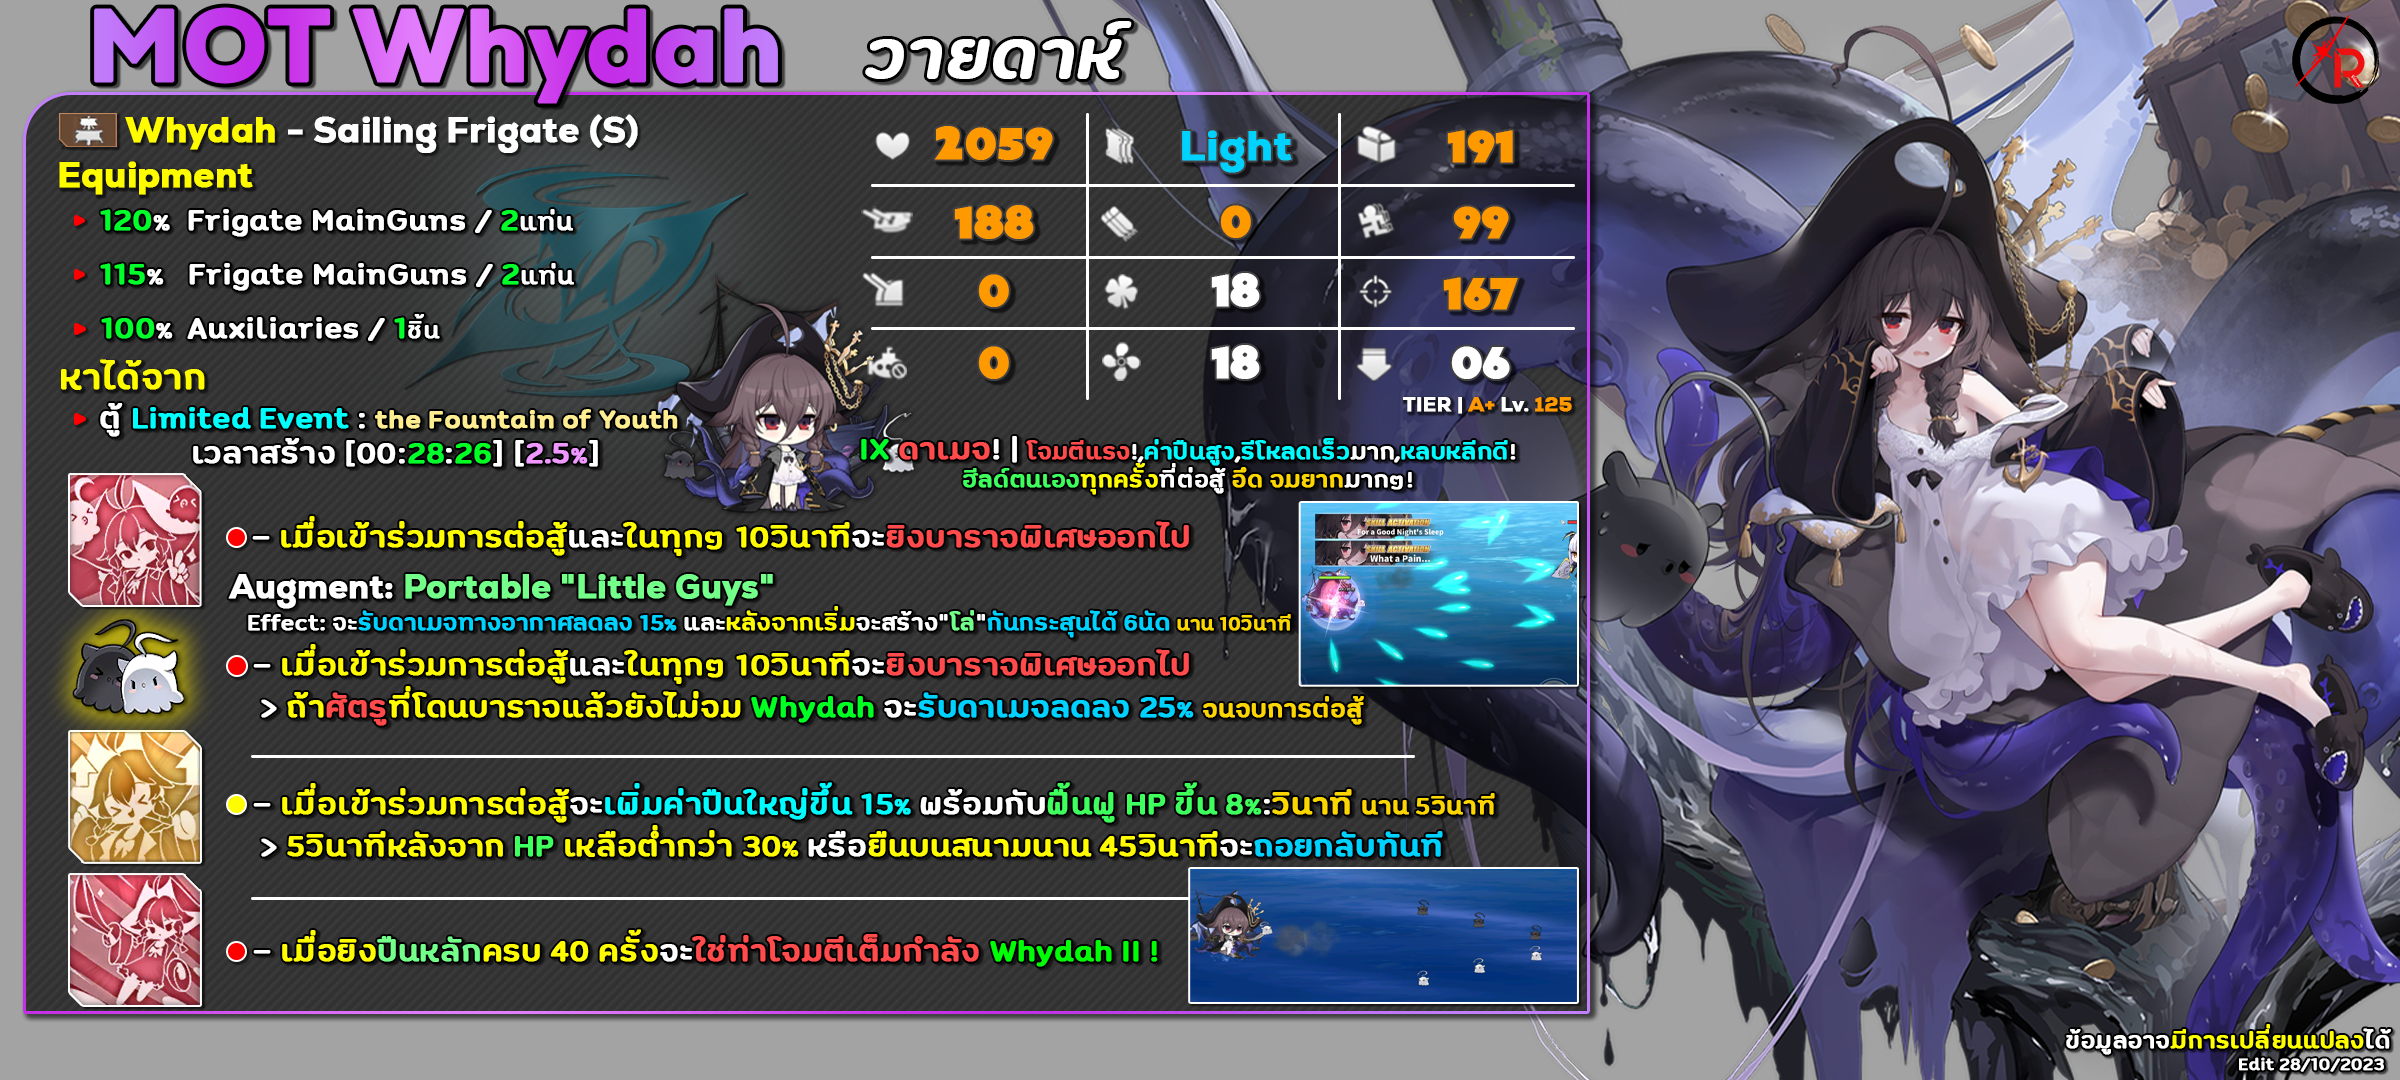 MOT Whydah วายดาห์
Whydah - Sailing Frigate (S)
Equipment
120% Frigate MainGuns / 2แท่น
115% Frigate MainGuns / 2แท่น
100% Auxiliaries / 1ชิ้น
หาได้จาก
ตู้ Limited Event : the Fountain of Youth
เวลาสร้าง [00:28:26] [2.5%]
2059 Light 191
188 0 99
0 18 167
0 18 06
TIER | A+ Lv. 125
IX ดาเมจ! | โจมตีแรง!,ค่าปืนสูง,รีโหลดเร็วมาก,หลบหลีกดี!
ฮีลด์ตนเองทุกครั้งที่ต่อสู้ อึด จมยากมากๆ!
– เมื่อเข้าร่วมการต่อสู้และในทุกๆ 10วินาทีจะยิงบาราจพิเศษออกไป
Augment: Portable "Little Guys"
Effect: จะรับดาเมจทางอากาศลดลง 15% และหลังจากเริ่มจะสร้าง"โล่"กันกระสุนได้ 6นัด นาน 10วินาที
– เมื่อเข้าร่วมการต่อสู้และในทุกๆ 10วินาทีจะยิงบาราจพิเศษออกไป
> ถ้าศัตรูที่โดนบาราจแล้วยังไม่จม Whydah จะรับดาเมจลดลง 25% จนจบการต่อสู้
SKILL ACTIVATION
For a Good Night's Sleep
SKILL ACTIVATION
What a Pain...
– เมื่อเข้าร่วมการต่อสู้จะเพิ่มค่าปืนใหญ่ขึ้น 15% พร้อมกับฟื้นฟู HP ขึ้น 8%:วินาที นาน 5วินาที
> 5วินาทีหลังจาก HP เหลือต่ำกว่า 30% หรือยืนบนสนามนาน 45วินาทีจะถอยกลับทันที
– เมื่อยิงปืนหลักครบ 40 ครั้งจะใช่ท่าโจมตีเต็มกำลัง Whydah II !
R
ข้อมูลอาจมีการเปลี่ยนแปลงได้
Edit 28/10/2023